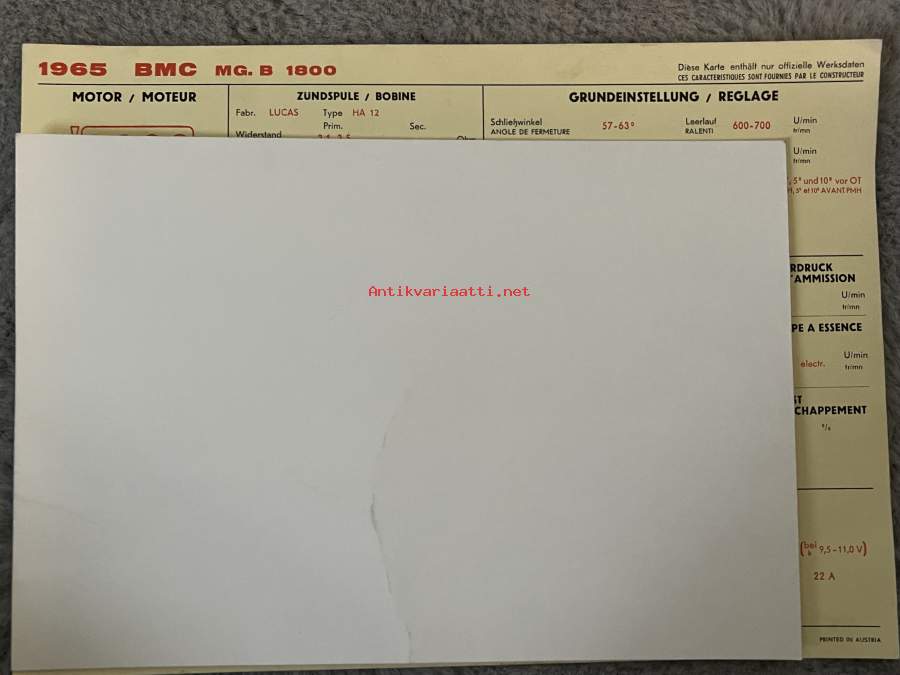 1965 BMC MG. B 1800
Diese Karte enthält nur offizielle Werksdaten
CES CARACTERISTIQUES SONT FOURNIES PAR LE CONSTRUCTEUR
MOTOR / MOTEUR
ZUNDSPULE / BOBINE
Fabr. LUCAS Type HA 12
Prim. Sec.
Widerstand
GRUNDEINSTELLUNG / REGLAGE
Schließwinkel 57-63° Leerlauf 600-700 U/min
ANGLE DE FERMETURE RALENTI tr/mn
U/min
tr/mn
5° und 10° vor OT
5° et 10° AVANT PMH
RDRUCK
AMMISSION
U/min
tr/mn
PE A ESSENCE
U/min
electr. tr/mn
ST
CHAPPEMENT
%
(bei 9,5-11,0 V)
à
22 A
PRINTED IN AUSTRIA
Antikvariaatti.net